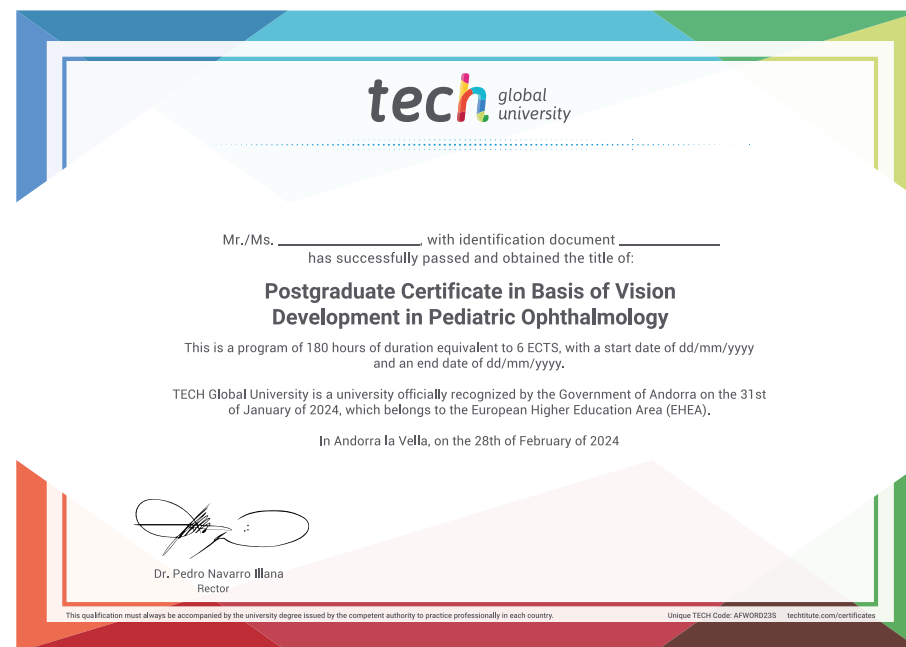 tech global
university
Mr./Ms. ____________________, with identification document ______________
has successfully passed and obtained the title of:
Postgraduate Certificate in Basis of Vision
Development in Pediatric Ophthalmology
This is a program of 180 hours of duration equivalent to 6 ECTS, with a start date of dd/mm/yyyy
and an end date of dd/mm/yyyy.
TECH Global University is a university officially recognized by the Government of Andorra on the 31st
of January of 2024, which belongs to the European Higher Education Area (EHEA).
In Andorra la Vella, on the 28th of February of 2024
Dr. Pedro Navarro Illana
Rector
This qualification must always be accompanied by the university degree issued by the competent authority to practice professionally in each country. Unique TECH Code: AFWORD23S techtitute.com/certificates